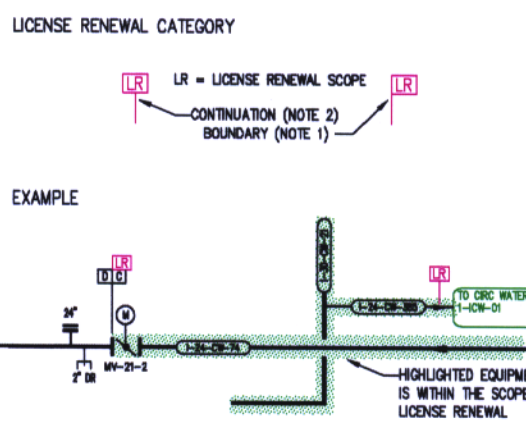 LICENSE RENEWAL CATEGORY
LR
LR = LICENSE RENEWAL SCOPE
LR
CONTINUATION (NOTE 2)
BOUNDARY (NOTE 1)
EXAMPLE
LR
D C
LR
TO CIRC WATER
1-ICW-01
24"
M
2" DR
MV-21-2
HIGHLIGHTED EQUIPME
IS WITHIN THE SCOPE
LICENSE RENEWAL